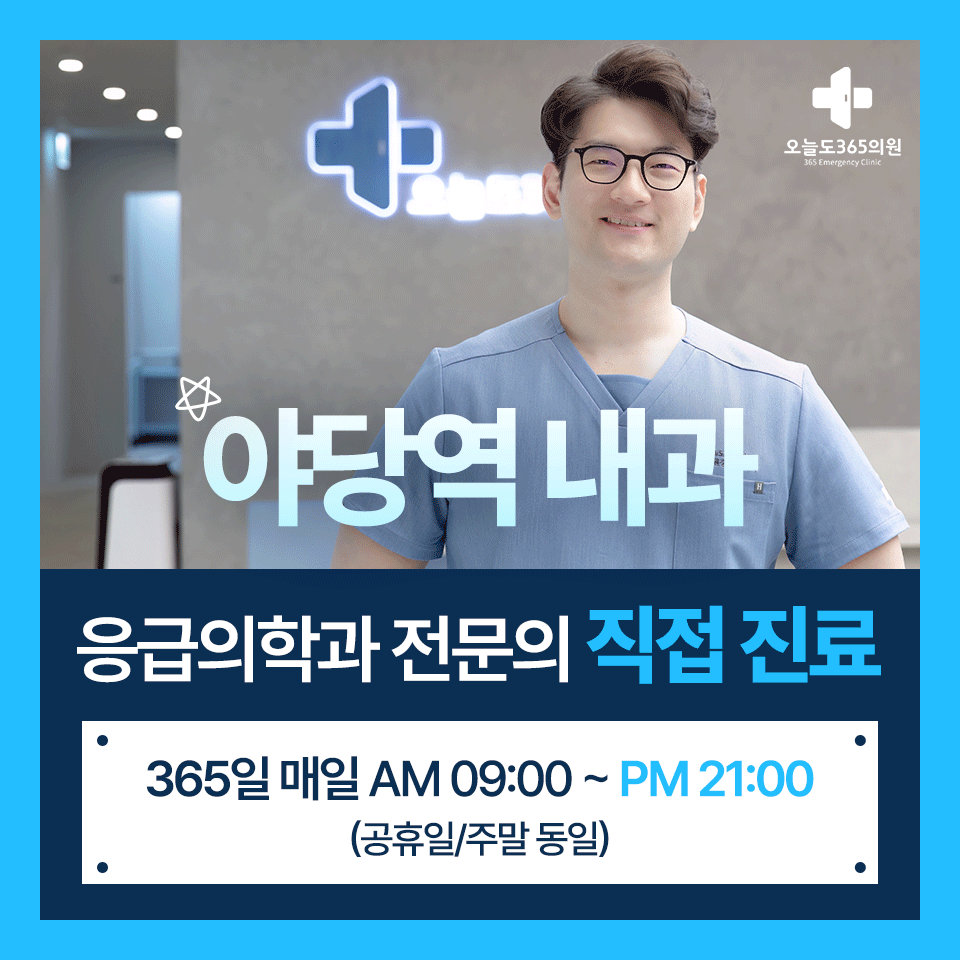 오늘도365의원
365 Emergency Clinic
야당역 내과
응급의학과 전문의 직접 진료
365일 매일 AM 09:00 ~ PM 21:00
(공휴일/주말 동일)